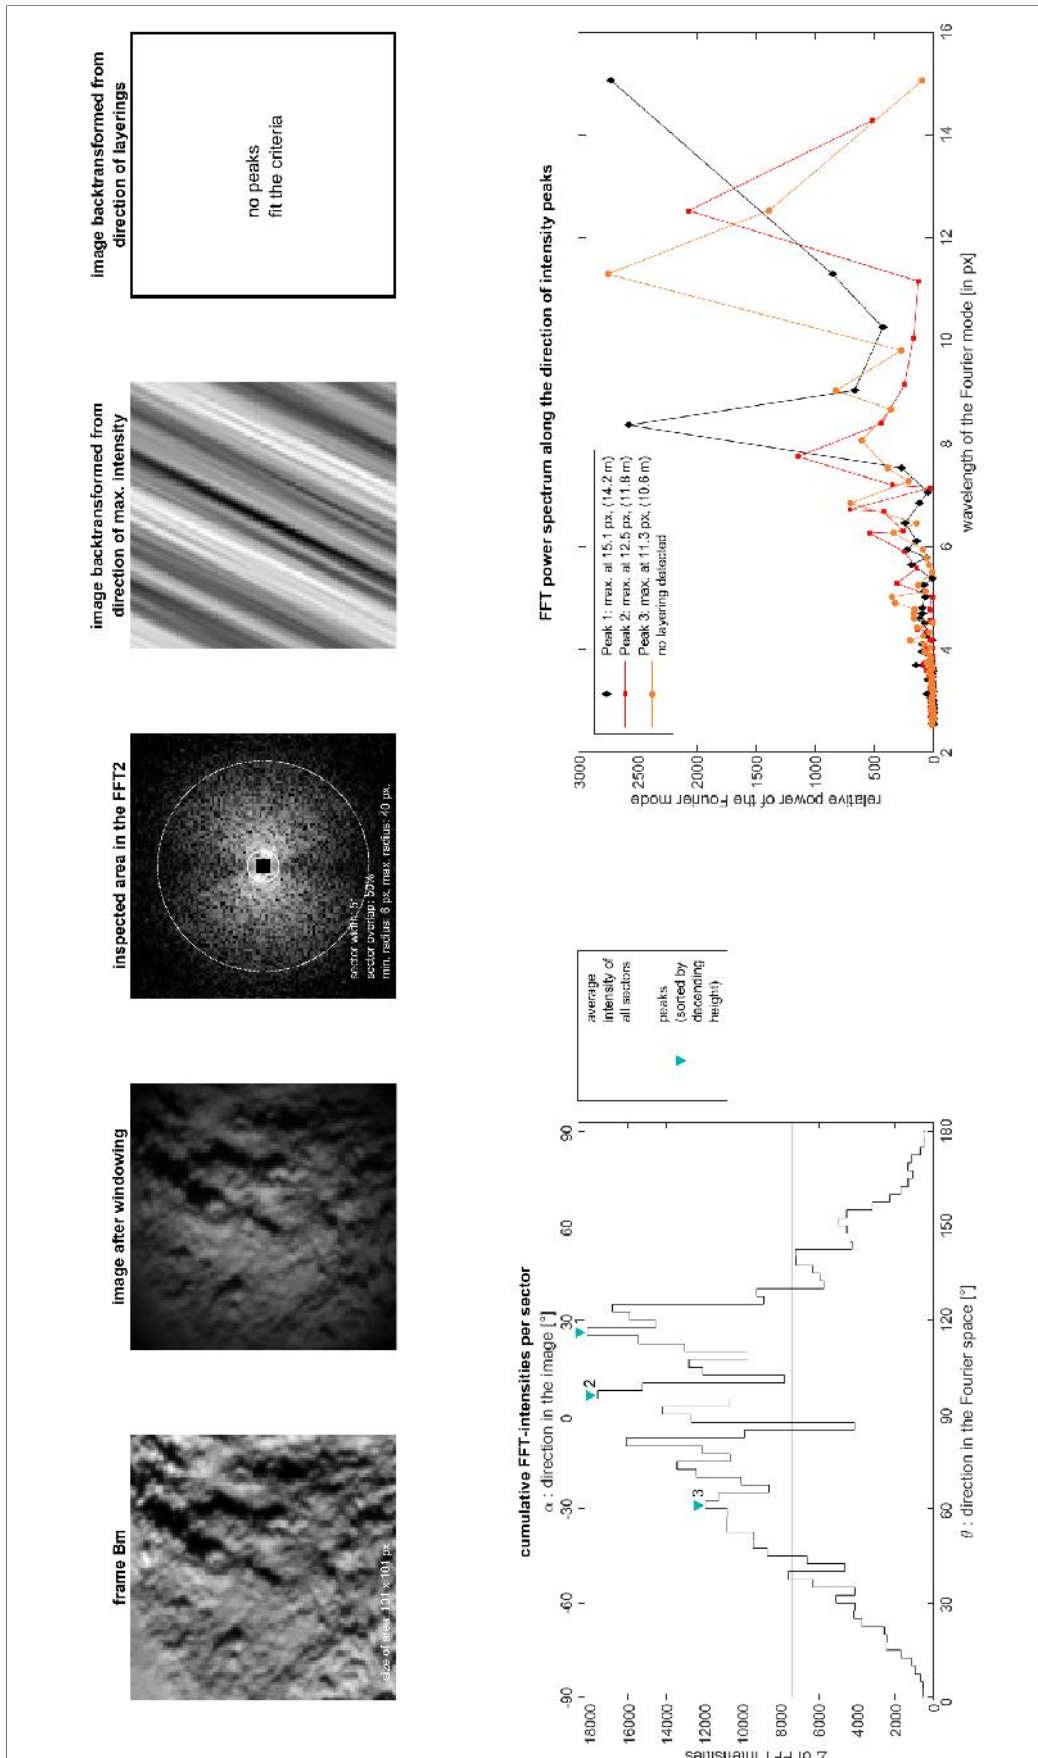 frame Bm
size of area: 101 x 101 px
image after windowing
inspected area in the FFT2
sector width: 5°
sector overlap: 50%
min. radius: 6 px, max. radius: 40 px.
image backtransformed from
direction of max. intensity
image backtransformed from
direction of layerings
no peaks
fit the criteria
cumulative FFT-intensities per sector
α : direction in the image [°]
-90
-60
-30
0
30
60
90
18000
16000
14000
12000
10000
8000
6000
4000
2000
0
Σ of FFT intensities
3
2
0
30
60
90
120
150
180
θ : direction in the Fourier space [°]
average
intensity of
all sectors
peaks
(sorted by
decending
height)
FFT power spectrum along the direction of intensity peaks
Peak 1: max. at 15.1 px, (14.2 m)
Peak 2: max. at 12.5 px, (11.8 m)
Peak 3: max. at 11.3 px, (10.6 m)
no layering detected
3000
2500
2000
1500
1000
500
0
relative power of the Fourier mode
2
4
6
8
10
12
14
16
wavelength of the Fourier mode [in px]